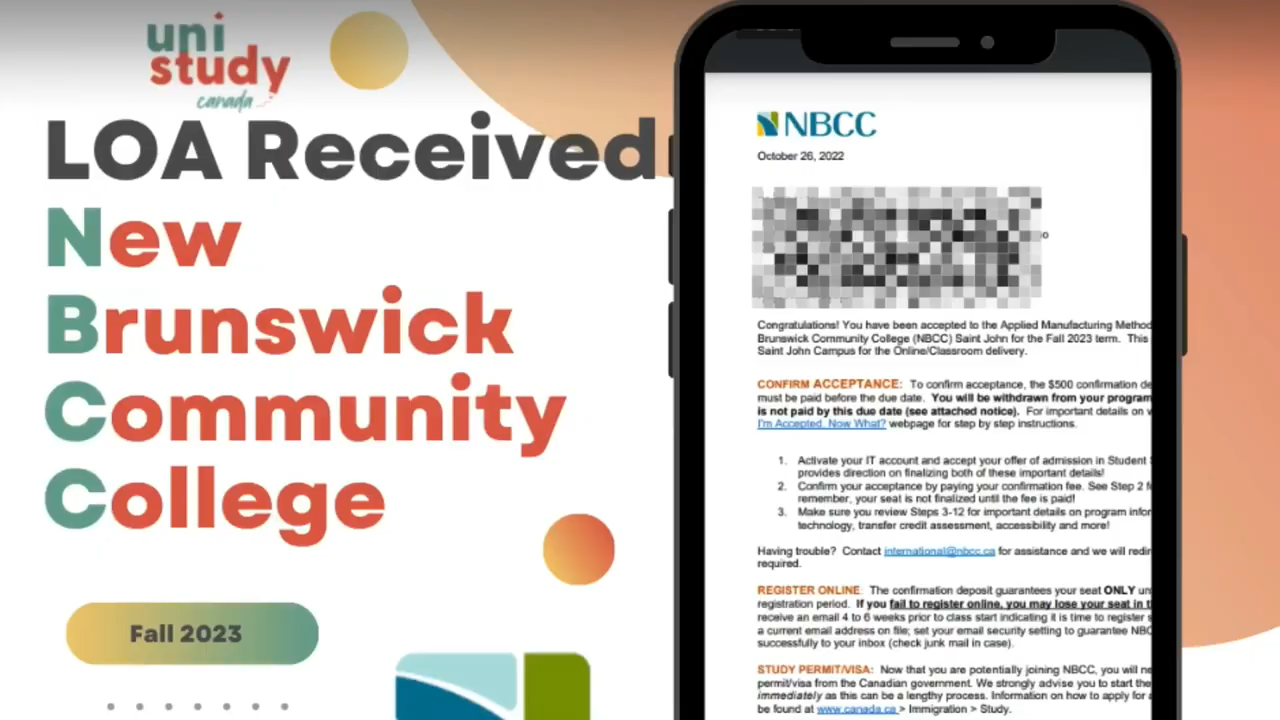 uni
study
canada
LOA Received
New
Brunswick
Community
College
Fall 2023
NBCC
October 26, 2022
Congratulations! You have been accepted to the Applied Manufacturing
Brunswick Community College (NBCC) Saint John for the Fall 2023 term. This
Saint John Campus for the Online/Classroom delivery.
CONFIRM ACCEPTANCE: To confirm acceptance, the $500 confirmation
must be paid before the due date. You will be withdrawn from your program
is not paid by this due date (see attached notice). For important details on
I'm Accepted, Now What? webpage for step by step instructions.
1. Activate your IT account and accept your offer of admission in Student
provides direction on finalizing both of these important details!
2. Confirm your acceptance by paying your confirmation fee. See Step 2
remember, your seat is not finalized until the fee is paid!
3. Make sure you review Steps 3-12 for important details on program
technology, transfer credit assessment, accessibility and more!
Having trouble? Contact international@nbcc.ca for assistance and we will
required.
REGISTER ONLINE: The confirmation deposit guarantees your seat ONLY
registration period. If you fail to register online, you may lose your seat in
receive an email 4 to 6 weeks prior to class start indicating it is time to register
a current email address on file; set your email security setting to guarantee
successfully to your inbox (check junk mail in case).
STUDY PERMIT/VISA: Now that you are potentially joining NBCC, you will
permit/visa from the Canadian government. We strongly advise you to start
immediately as this can be a lengthy process. Information on how to apply for
be found at www.canada.ca > Immigration > Study.